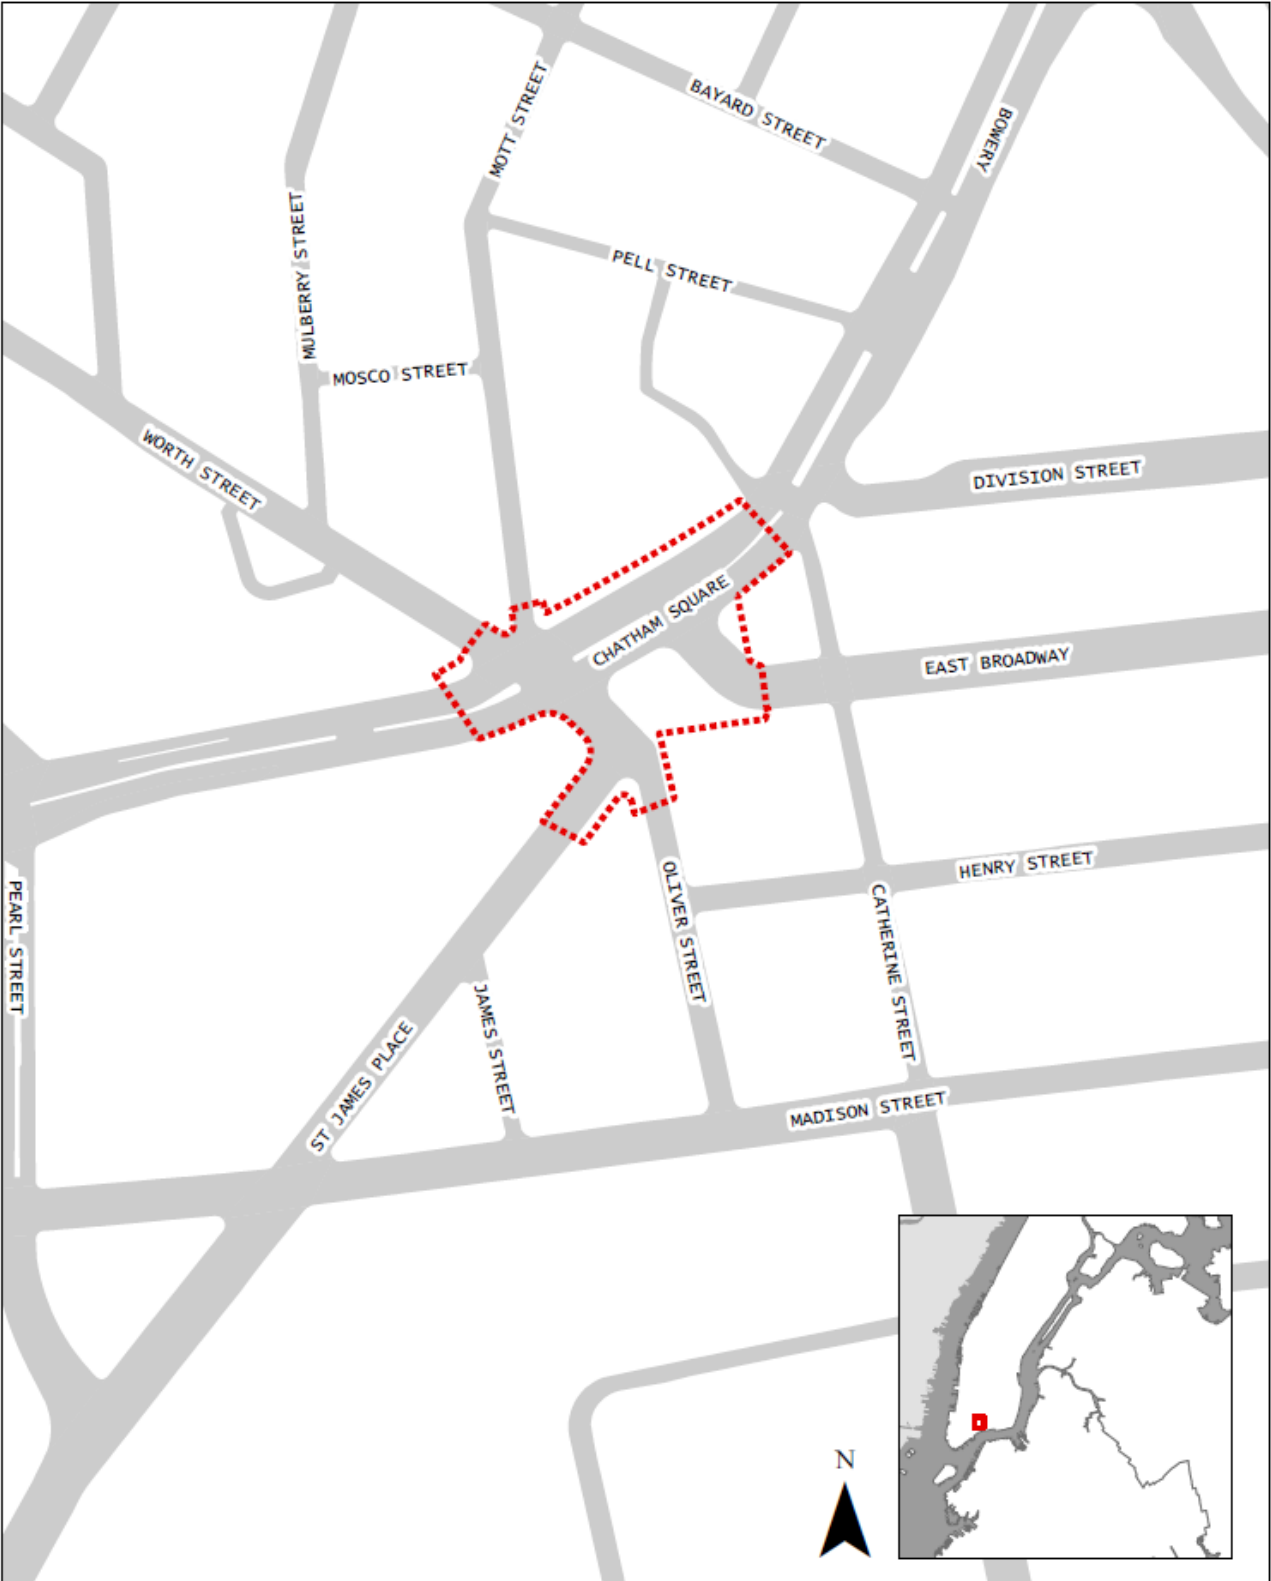 BAYARD STREET
MOTT STREET
BOWERY
MULBERRY STREET
PELL STREET
MOSCO STREET
WORTH STREET
DIVISION STREET
CHATHAM SQUARE
EAST BROADWAY
HENRY STREET
PEARL STREET
OLIVER STREET
CATHERINE STREET
JAMES STREET
ST JAMES PLACE
MADISON STREET
N